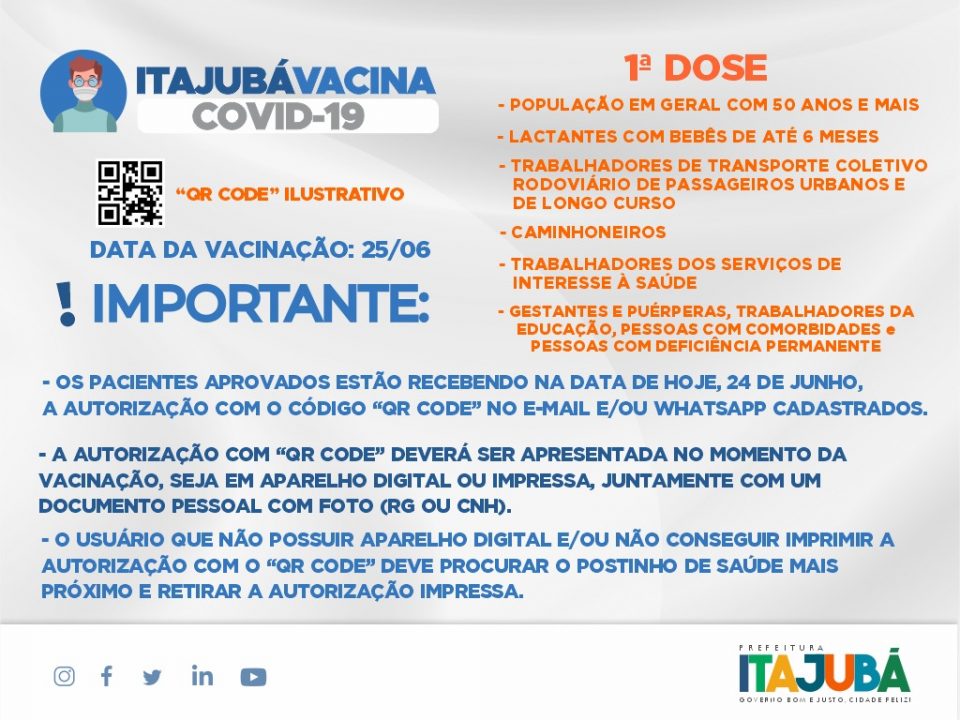 ITAJUBÁVACINA
COVID-19
“QR CODE” ILUSTRATIVO
DATA DA VACINAÇÃO: 25/06
! IMPORTANTE:
1ª DOSE
- POPULAÇÃO EM GERAL COM 50 ANOS E MAIS
- LACTANTES COM BEBÊS DE ATÉ 6 MESES
- TRABALHADORES DE TRANSPORTE COLETIVO
RODOVIÁRIO DE PASSAGEIROS URBANOS E
DE LONGO CURSO
- CAMINHONEIROS
- TRABALHADORES DOS SERVIÇOS DE
INTERESSE À SAÚDE
- GESTANTES E PUÉRPERAS, TRABALHADORES DA
EDUCAÇÃO, PESSOAS COM COMORBIDADES e
PESSOAS COM DEFICIÊNCIA PERMANENTE
- OS PACIENTES APROVADOS ESTÃO RECEBENDO NA DATA DE HOJE, 24 DE JUNHO,
A AUTORIZAÇÃO COM O CÓDIGO “QR CODE” NO E-MAIL E/OU WHATSAPP CADASTRADOS.
- A AUTORIZAÇÃO COM “QR CODE” DEVERÁ SER APRESENTADA NO MOMENTO DA
VACINAÇÃO, SEJA EM APARELHO DIGITAL OU IMPRESSA, JUNTAMENTE COM UM
DOCUMENTO PESSOAL COM FOTO (RG OU CNH).
- O USUÁRIO QUE NÃO POSSUIR APARELHO DIGITAL E/OU NÃO CONSEGUIR IMPRIMIR A
AUTORIZAÇÃO COM O “QR CODE” DEVE PROCURAR O POSTINHO DE SAÚDE MAIS
PRÓXIMO E RETIRAR A AUTORIZAÇÃO IMPRESSA.
PREFEITURA
ITAJUBÁ
GOVERNO BOM E JUSTO, CIDADE FELIZ!